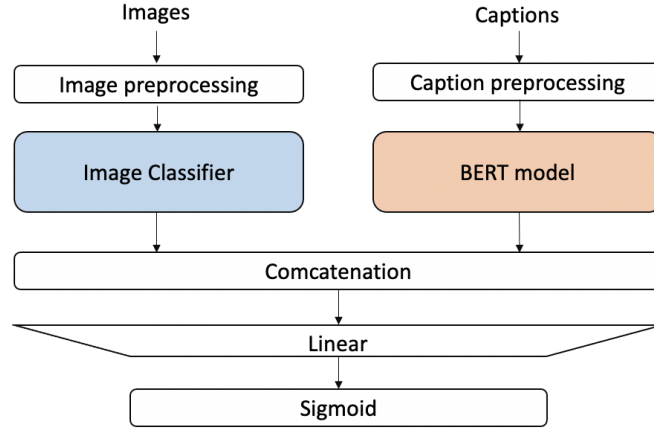 Images
Captions
Image preprocessing
Caption preprocessing
Image Classifier
BERT model
Comcatenation
Linear
Sigmoid